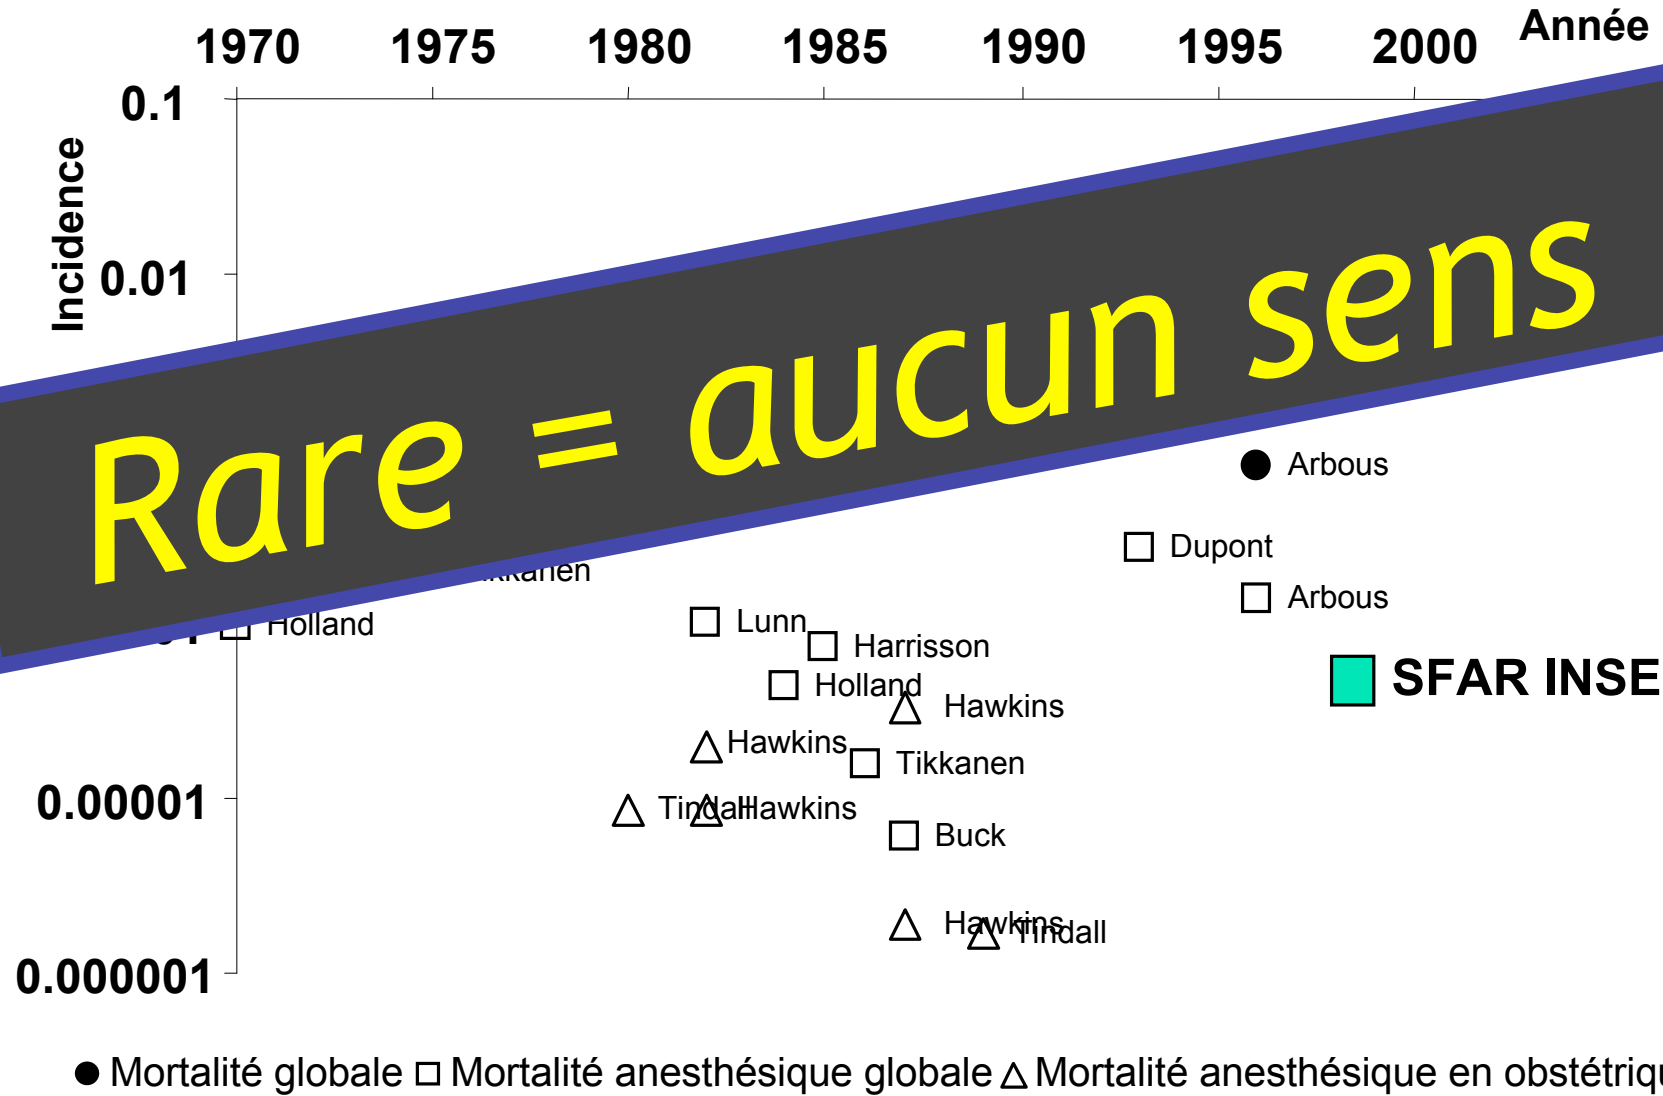 Année
1970 1975 1980 1985 1990 1995 2000
0.1
Incidence
0.01
Rare = aucun sens
Arbous
Dupont
Arbous
Holland
Lunn
Harrisson
SFAR INSE
Holland
Hawkins
Hawkins
Tikkanen
0.00001
Tindall
Hawkins
Buck
Hawkins
Tindall
0.000001
Mortalité globale Mortalité anesthésique globale Mortalité anesthésique en obstétriqu